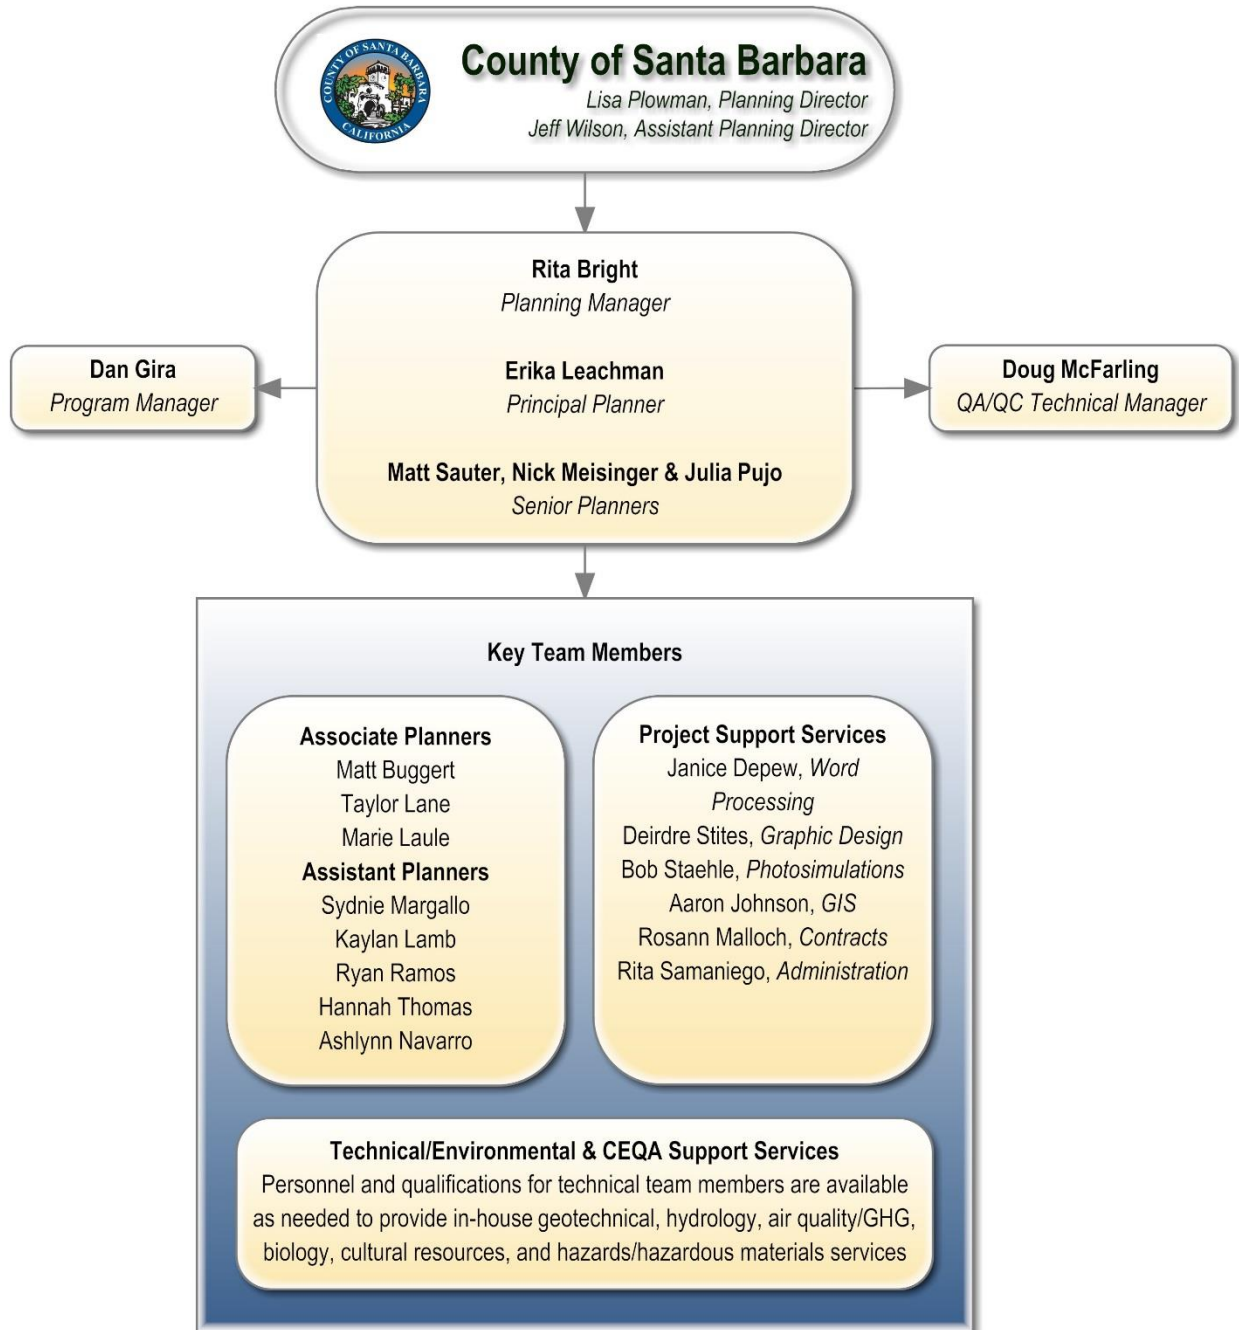 COUNTY OF SANTA BARBARA
CALIFORNIA
County of Santa Barbara
Lisa Plowman, Planning Director
Jeff Wilson, Assistant Planning Director
Rita Bright
Planning Manager
Erika Leachman
Principal Planner
Matt Sauter, Nick Meisinger & Julia Pujo
Senior Planners
Dan Gira
Program Manager
Doug McFarling
QA/QC Technical Manager
Key Team Members
Associate Planners
Matt Buggert
Taylor Lane
Marie Laule
Assistant Planners
Sydnie Margallo
Kaylan Lamb
Ryan Ramos
Hannah Thomas
Ashlynn Navarro
Project Support Services
Janice Depew, Word
Processing
Deirdre Stites, Graphic Design
Bob Staehle, Photosimulations
Aaron Johnson, GIS
Rosann Malloch, Contracts
Rita Samaniego, Administration
Technical/Environmental & CEQA Support Services
Personnel and qualifications for technical team members are available
as needed to provide in-house geotechnical, hydrology, air quality/GHG,
biology, cultural resources, and hazards/hazardous materials services